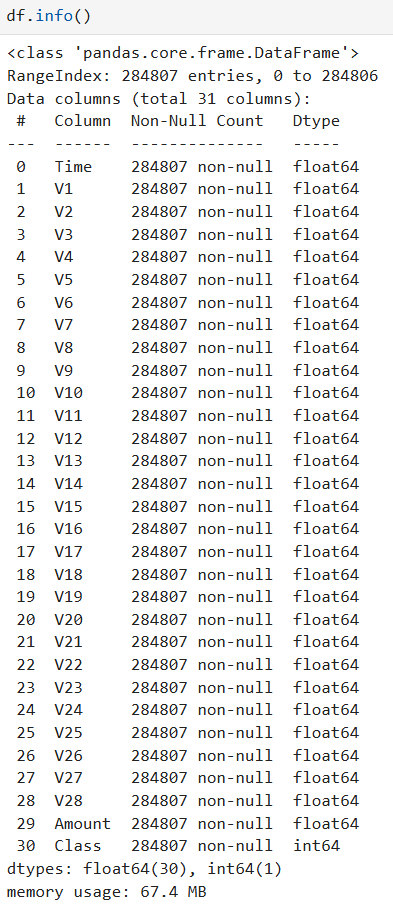 df.info()
<class 'pandas.core.frame.DataFrame'>
RangeIndex: 284807 entries, 0 to 284806
Data columns (total 31 columns):
 #   Column  Non-Null Count   Dtype
---  ------  --------------   -----
 0   Time    284807 non-null  float64
 1   V1      284807 non-null  float64
 2   V2      284807 non-null  float64
 3   V3      284807 non-null  float64
 4   V4      284807 non-null  float64
 5   V5      284807 non-null  float64
 6   V6      284807 non-null  float64
 7   V7      284807 non-null  float64
 8   V8      284807 non-null  float64
 9   V9      284807 non-null  float64
 10  V10     284807 non-null  float64
 11  V11     284807 non-null  float64
 12  V12     284807 non-null  float64
 13  V13     284807 non-null  float64
 14  V14     284807 non-null  float64
 15  V15     284807 non-null  float64
 16  V16     284807 non-null  float64
 17  V17     284807 non-null  float64
 18  V18     284807 non-null  float64
 19  V19     284807 non-null  float64
 20  V20     284807 non-null  float64
 21  V21     284807 non-null  float64
 22  V22     284807 non-null  float64
 23  V23     284807 non-null  float64
 24  V24     284807 non-null  float64
 25  V25     284807 non-null  float64
 26  V26     284807 non-null  float64
 27  V27     284807 non-null  float64
 28  V28     284807 non-null  float64
 29  Amount  284807 non-null  float64
 30  Class   284807 non-null  int64
dtypes: float64(30), int64(1)
memory usage: 67.4 MB